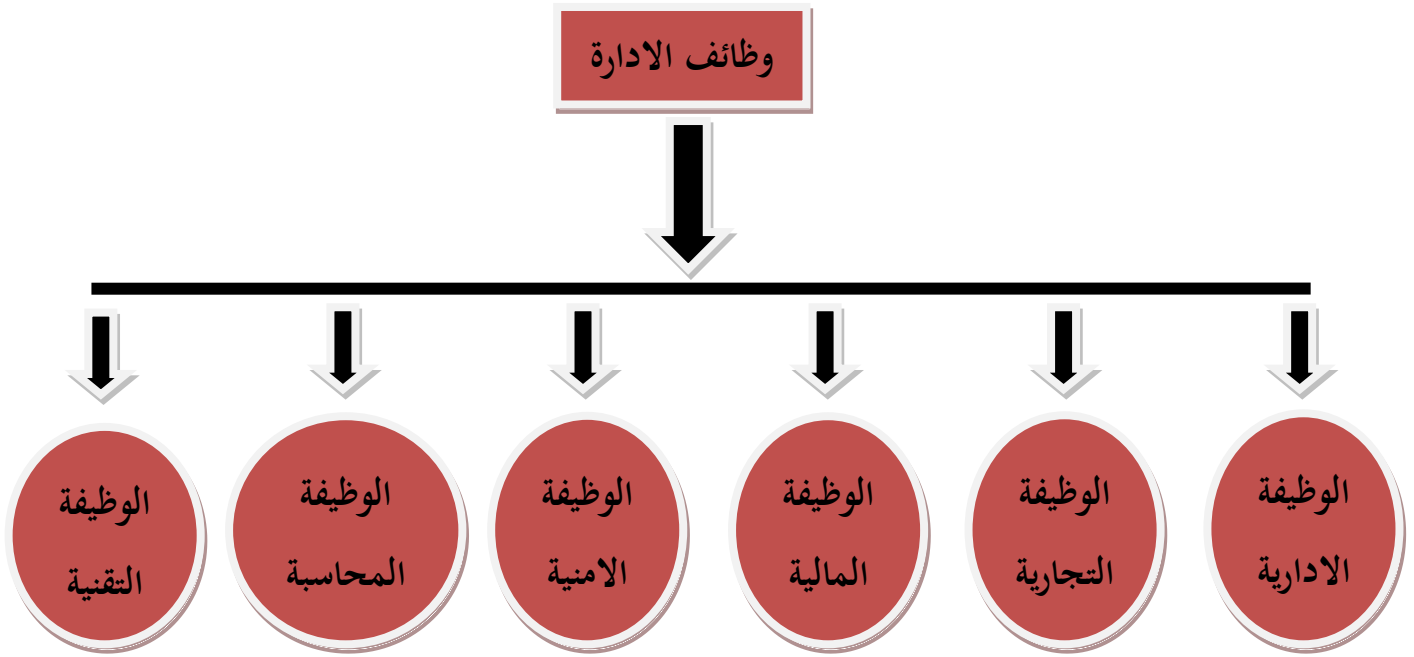 وظائف الادارة
الوظيفة
الادارية
الوظيفة
التجارية
الوظيفة
المالية
الوظيفة
الامنية
الوظيفة
المحاسبة
الوظيفة
التقنية